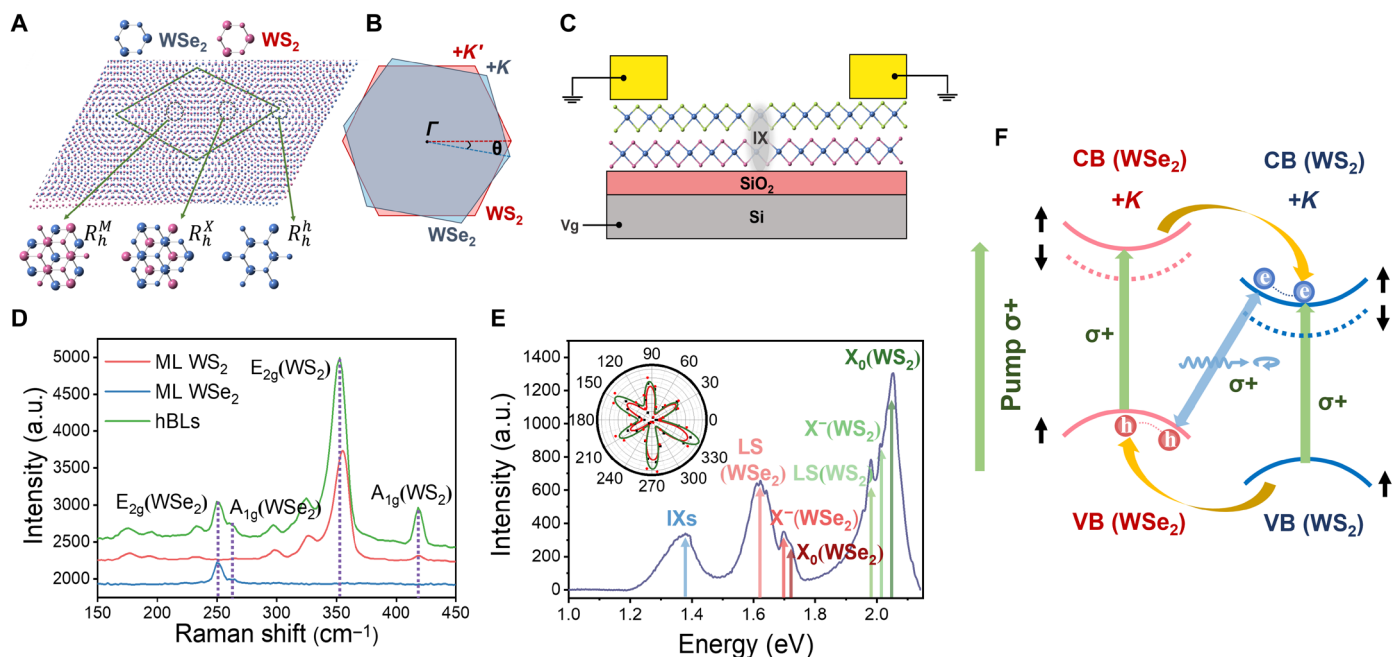 A
WSe₂
WS₂
R_h^M
R_h^X
R_h^h
B
+K′
+K
Γ
θ
WS₂
WSe₂
C
IX
SiO₂
Si
Vg
D
Intensity (a.u.)
5000
4500
4000
3500
3000
2500
2000
ML WS₂
ML WSe₂
hBLs
E₂g(WS₂)
E₂g(WSe₂)
A₁g(WSe₂)
A₁g(WS₂)
150 200 250 300 350 400 450
Raman shift (cm⁻¹)
E
Intensity (a.u.)
1400
1200
1000
800
600
400
200
0
90
120 60
150 30
180 0
210 330
240 300
270
X₀(WS₂)
X⁻(WS₂)
LS(WS₂)
LS
(WSe₂)
IXs
X⁻(WSe₂)
X₀(WSe₂)
1.0 1.2 1.4 1.6 1.8 2.0
Energy (eV)
F
CB (WSe₂) CB (WS₂)
+K +K
Pump σ+
σ+
σ+
σ+
e
e
h
h
VB (WSe₂) VB (WS₂)